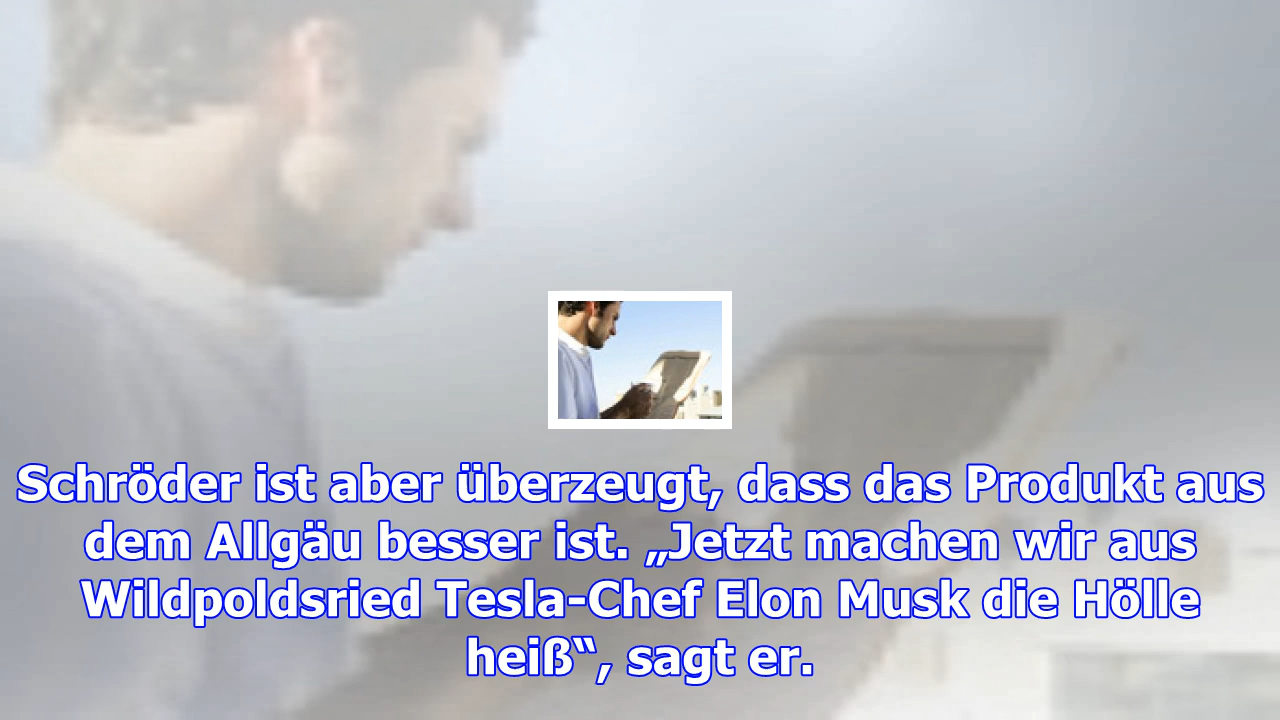 Schröder ist aber überzeugt, dass das Produkt aus
dem Allgäu besser ist. „Jetzt machen wir aus
Wildpoldsried Tesla-Chef Elon Musk die Hölle
heiß“, sagt er.